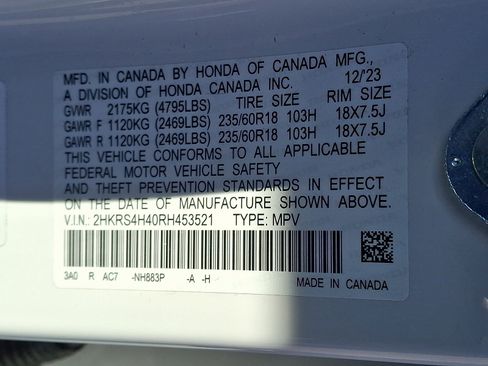 MFD. IN CANADA BY HONDA OF CANADA MFG.,
A DIVISION OF HONDA CANADA INC. 12/23
GVWR 2175KG (4795LBS) TIRE SIZE RIM SIZE
GAWR F 1120KG (2469LBS) 235/60R18 103H 18X7.5J
GAWR R 1120KG (2469LBS) 235/60R18 103H 18X7.5J
THIS VEHICLE CONFORMS TO ALL APPLICABLE
FEDERAL MOTOR VEHICLE SAFETY
AND THEFT PREVENTION STANDARDS IN EFFECT
ON THE DATE OF MANUFACTURE SHOWN ABOVE.
V.I.N.: 2HKRS4H40RH453521 TYPE: MPV
3A0 R AC7 -NH883P -A -H
MADE IN CANADA